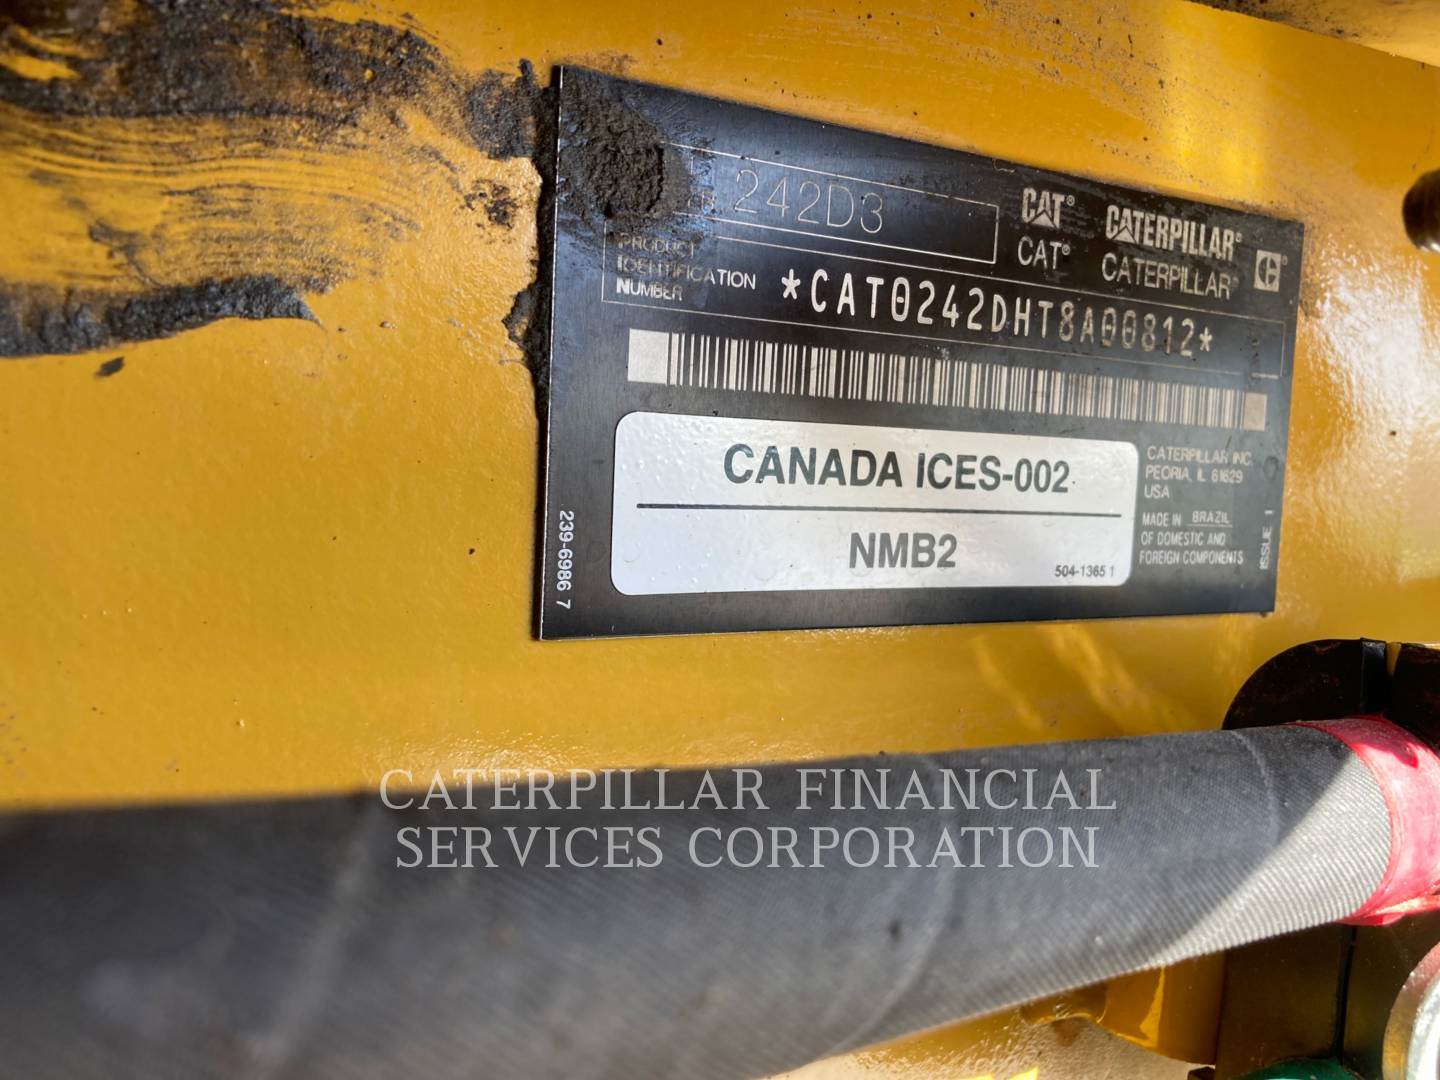 242D3
CAT® CATERPILLAR®
CAT® CATERPILLAR®
PRODUCT
IDENTIFICATION
NUMBER
*CAT0242DHT8A00812*
CANADA ICES-002
NMB2
504-1365 1
CATERPILLAR INC.
PEORIA, IL 61629
USA
MADE IN BRAZIL
OF DOMESTIC AND
FOREIGN COMPONENTS
ISSUE 1
239-6986 7
CATERPILLAR FINANCIAL
SERVICES CORPORATION